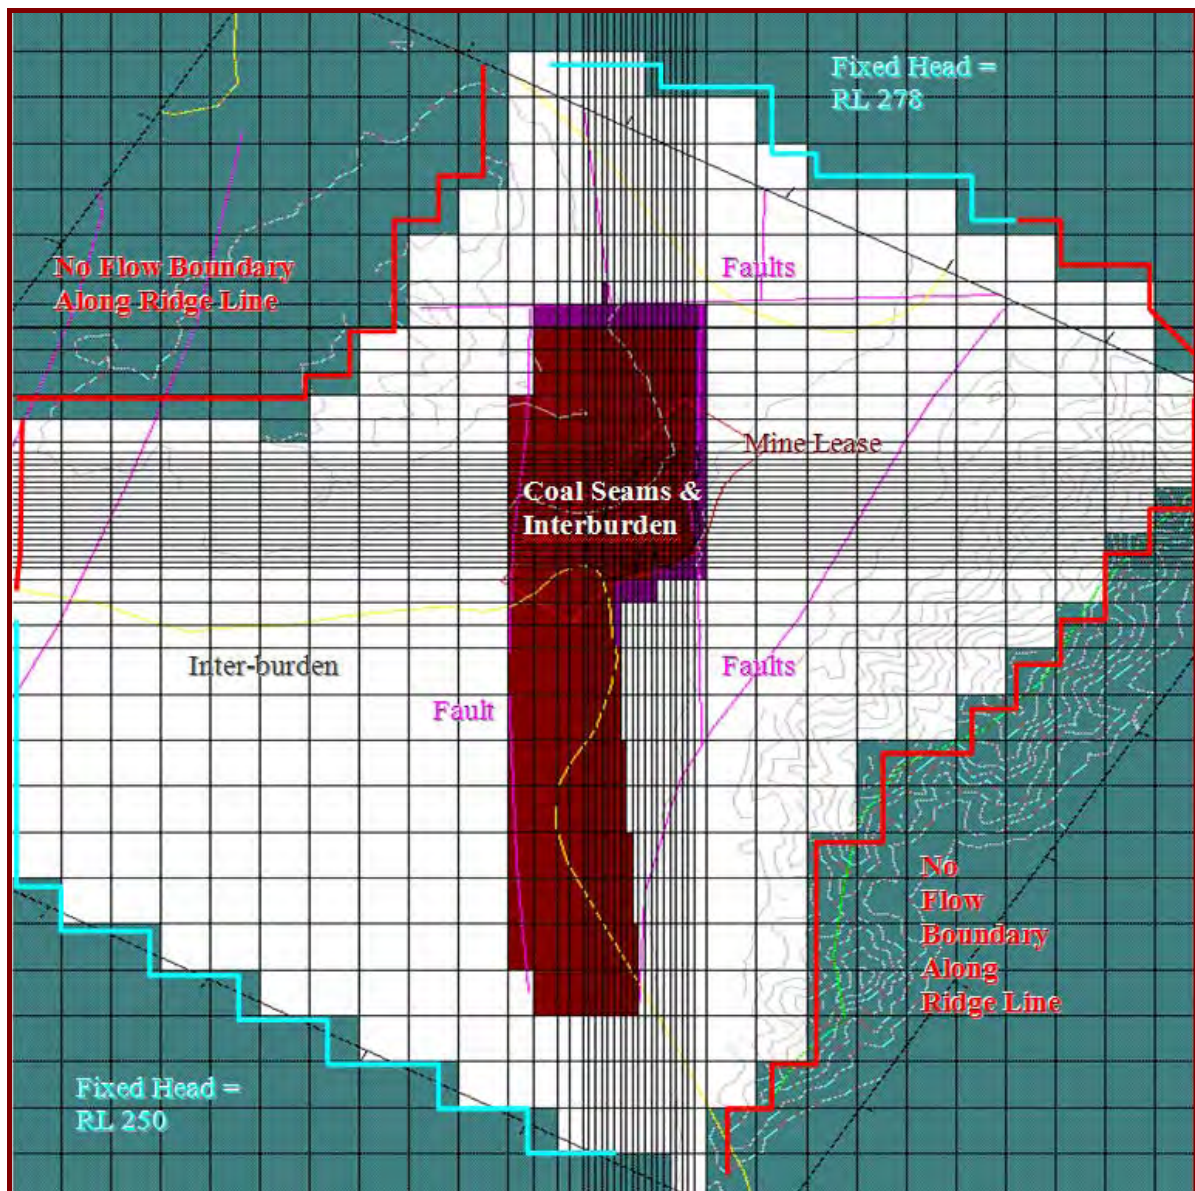 Fixed Head =
RL 278
No Flow Boundary
Along Ridge Line
Faults
Mine Lease
Coal Seams &
Interburden
Inter-burden
Faults
Fault
No
Flow
Boundary
Along
Ridge Line
Fixed Head =
RL 250